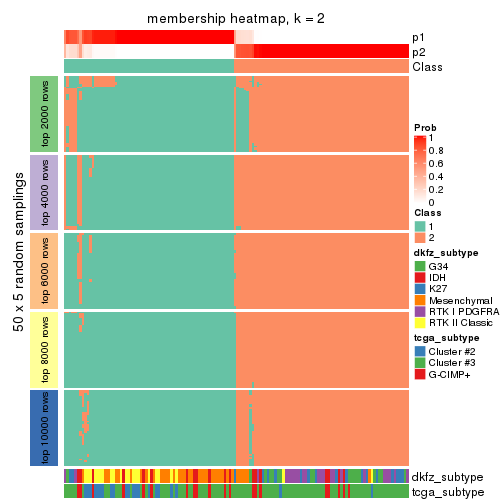 membership heatmap, k = 2
p1
p2
Class
50 x 5 random samplings
top 2000 rows
top 4000 rows
top 6000 rows
top 8000 rows
top 10000 rows
Prob
1
0.8
0.6
0.4
0.2
0
Class
1
2
dkfz_subtype
G34
IDH
K27
Mesenchymal
RTK I PDGFRA
RTK II Classic
tcga_subtype
Cluster #2
Cluster #3
G-CIMP+
dkfz_subtype
tcga_subtype